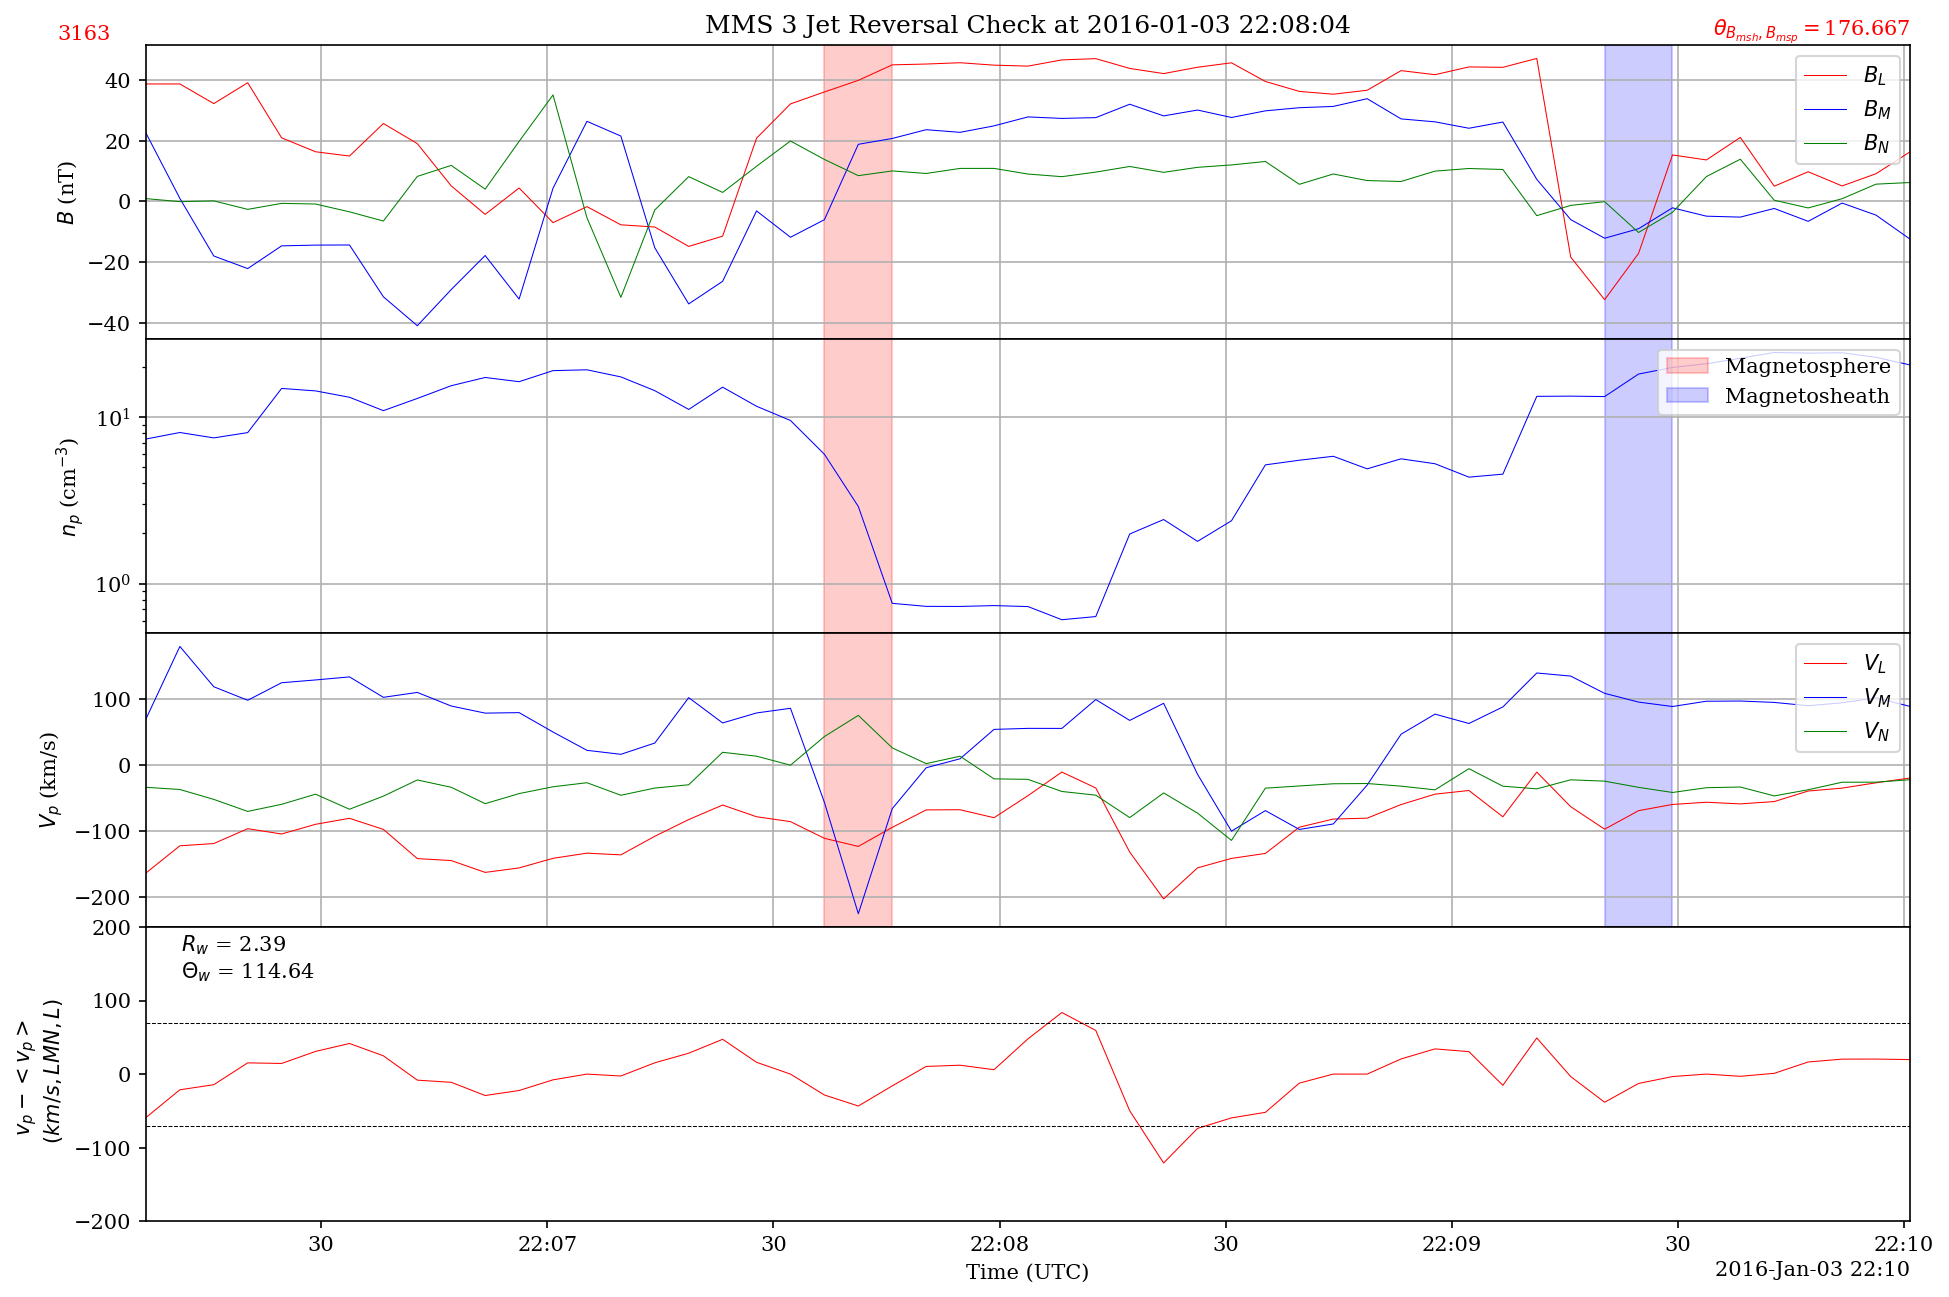 MMS 3 Jet Reversal Check at 2016-01-03 22:08:04
3163
θ_{B_{msh}, B_{msp}} = 176.667
40
20
0
−20
−40
B (nT)
B_L
B_M
B_N
10^1
10^0
n_p (cm^{−3})
Magnetosphere
Magnetosheath
100
0
−100
−200
V_p (km/s)
V_L
V_M
V_N
200
100
0
−100
−200
v_p − < v_p >
(km/s, LMN, L)
R_w = 2.39
Θ_w = 114.64
30 22:07 30 22:08 30 22:09 30 22:10
Time (UTC)
2016-Jan-03 22:10